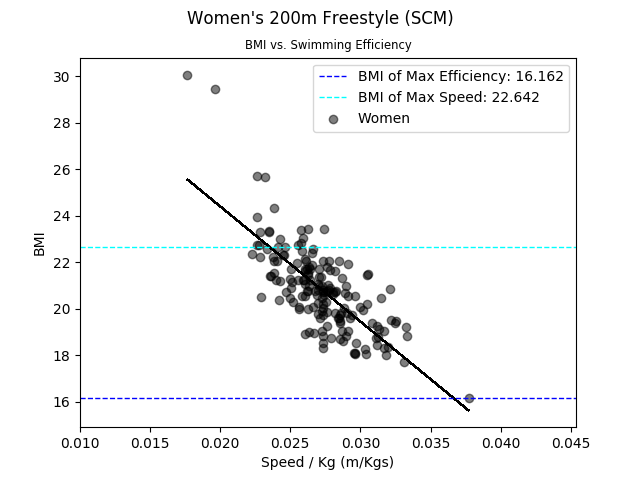 Women's 200m Freestyle (SCM)
BMI vs. Swimming Efficiency
BMI of Max Efficiency: 16.162
BMI of Max Speed: 22.642
Women
30
28
26
24
22
20
18
16
BMI
0.010 0.015 0.020 0.025 0.030 0.035 0.040 0.045
Speed / Kg (m/Kgs)